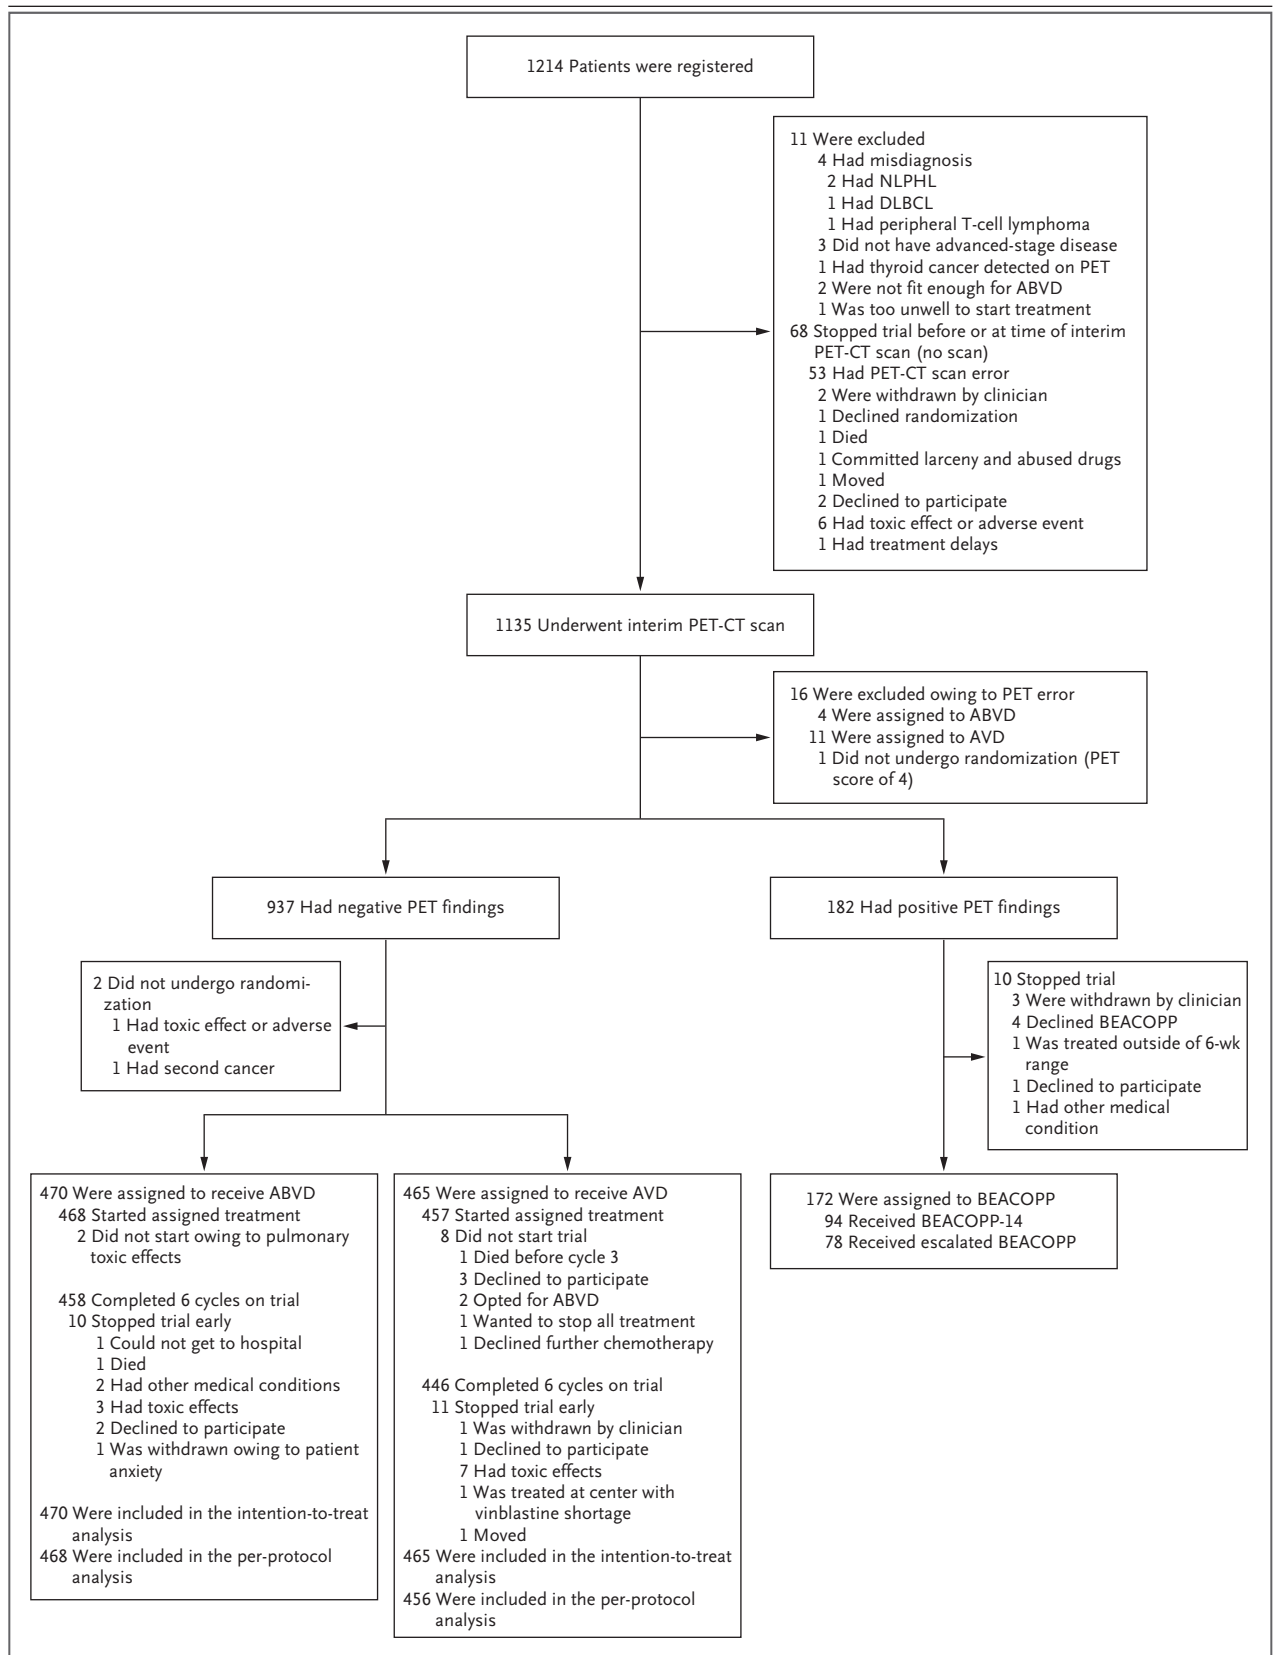 1214 Patients were registered
11 Were excluded
4 Had misdiagnosis
2 Had NLPHL
1 Had DLBCL
1 Had peripheral T-cell lymphoma
3 Did not have advanced-stage disease
1 Had thyroid cancer detected on PET
2 Were not fit enough for ABVD
1 Was too unwell to start treatment
68 Stopped trial before or at time of interim
PET-CT scan (no scan)
53 Had PET-CT scan error
2 Were withdrawn by clinician
1 Declined randomization
1 Died
1 Committed larceny and abused drugs
1 Moved
2 Declined to participate
6 Had toxic effect or adverse event
1 Had treatment delays
1135 Underwent interim PET-CT scan
16 Were excluded owing to PET error
4 Were assigned to ABVD
11 Were assigned to AVD
1 Did not undergo randomization (PET
score of 4)
937 Had negative PET findings
182 Had positive PET findings
2 Did not undergo randomi-
zation
1 Had toxic effect or adverse
event
1 Had second cancer
10 Stopped trial
3 Were withdrawn by clinician
4 Declined BEACOPP
1 Was treated outside of 6-wk
range
1 Declined to participate
1 Had other medical
condition
470 Were assigned to receive ABVD
468 Started assigned treatment
2 Did not start owing to pulmonary
toxic effects
458 Completed 6 cycles on trial
10 Stopped trial early
1 Could not get to hospital
1 Died
2 Had other medical conditions
3 Had toxic effects
2 Declined to participate
1 Was withdrawn owing to patient
anxiety
470 Were included in the intention-to-treat
analysis
468 Were included in the per-protocol
analysis
465 Were assigned to receive AVD
457 Started assigned treatment
8 Did not start trial
1 Died before cycle 3
3 Declined to participate
2 Opted for ABVD
1 Wanted to stop all treatment
1 Declined further chemotherapy
446 Completed 6 cycles on trial
11 Stopped trial early
1 Was withdrawn by clinician
1 Declined to participate
7 Had toxic effects
1 Was treated at center with
vinblastine shortage
1 Moved
465 Were included in the intention-to-treat
analysis
456 Were included in the per-protocol
analysis
172 Were assigned to BEACOPP
94 Received BEACOPP-14
78 Received escalated BEACOPP